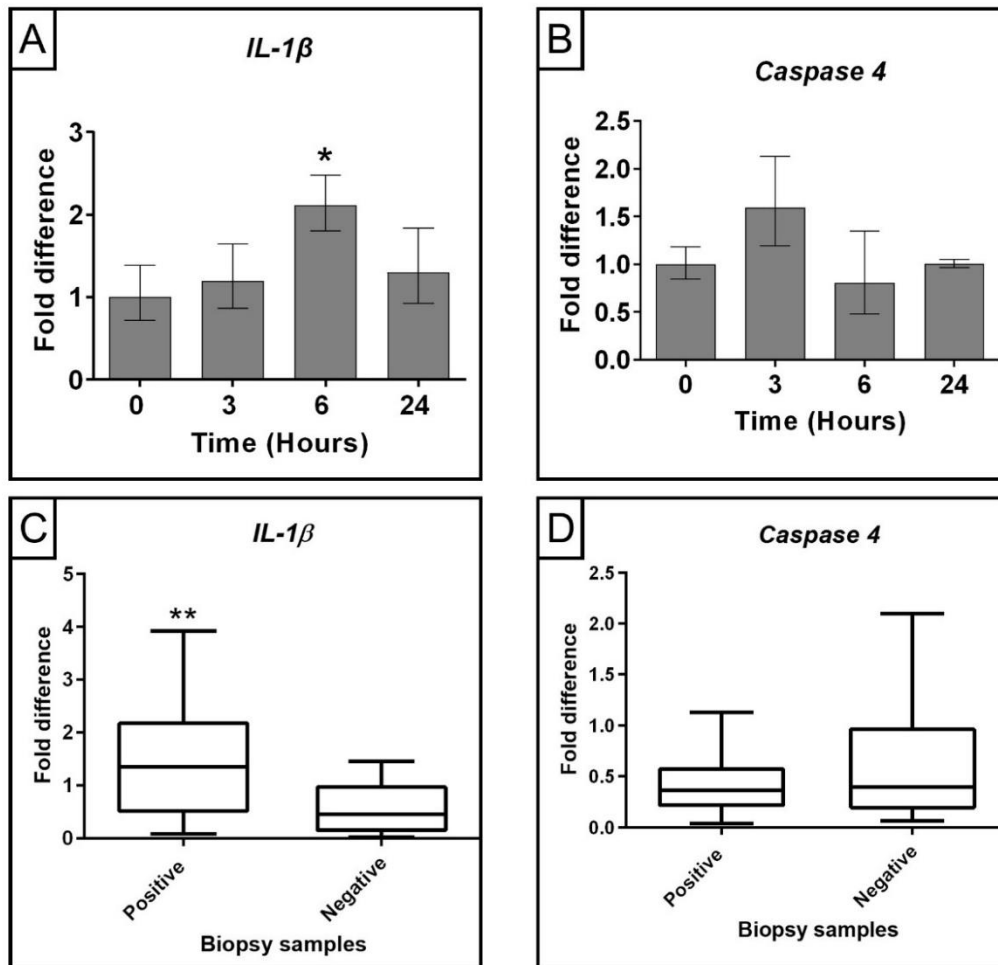 A
IL-1β
Fold difference
3
2
1
0
*
0 3 6 24
Time (Hours)
B
Caspase 4
Fold difference
2.5
2.0
1.5
1.0
0.5
0.0
0 3 6 24
Time (Hours)
C
IL-1β
Fold difference
5
4
3
2
1
0
**
Positive
Negative
Biopsy samples
D
Caspase 4
Fold difference
2.5
2.0
1.5
1.0
0.5
0.0
Positive
Negative
Biopsy samples